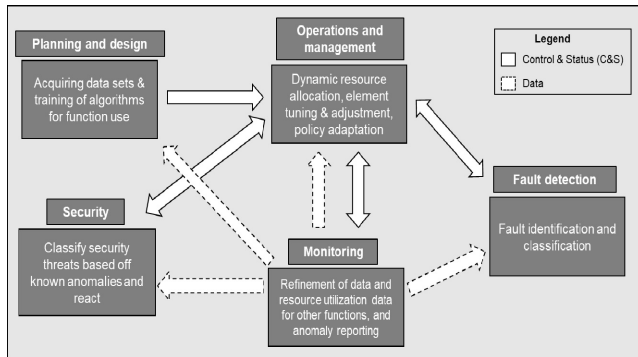 Planning and design
Acquiring data sets &
training of algorithms
for function use
Operations and
management
Dynamic resource
allocation, element
tuning & adjustment,
policy adaptation
Legend
Control & Status (C&S)
Data
Security
Classify security
threats based off
known anomalies and
react
Monitoring
Refinement of data and
resource utilization data
for other functions, and
anomaly reporting
Fault detection
Fault identification and
classification